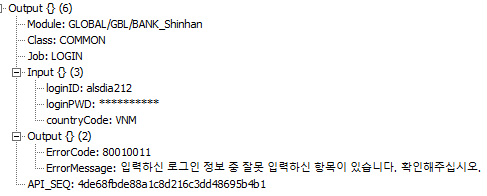 Output {} (6)
Module: GLOBAL/GBL/BANK_Shinhan
Class: COMMON
Job: LOGIN
Input {} (3)
loginID: alsdia212
loginPWD: **********
countryCode: VNM
Output {} (2)
ErrorCode: 80010011
ErrorMessage: 입력하신 로그인 정보 중 잘못 입력하신 항목이 있습니다. 확인해주십시오.
API_SEQ: 4de68fbde88a1c8d216c3dd48695b4b1